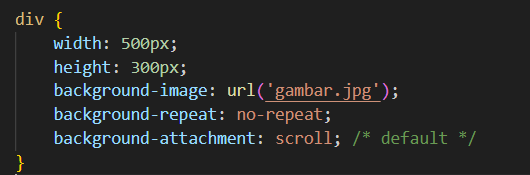 div {
    width: 500px;
    height: 300px;
    background-image: url('gambar.jpg');
    background-repeat: no-repeat;
    background-attachment: scroll; /* default */
}